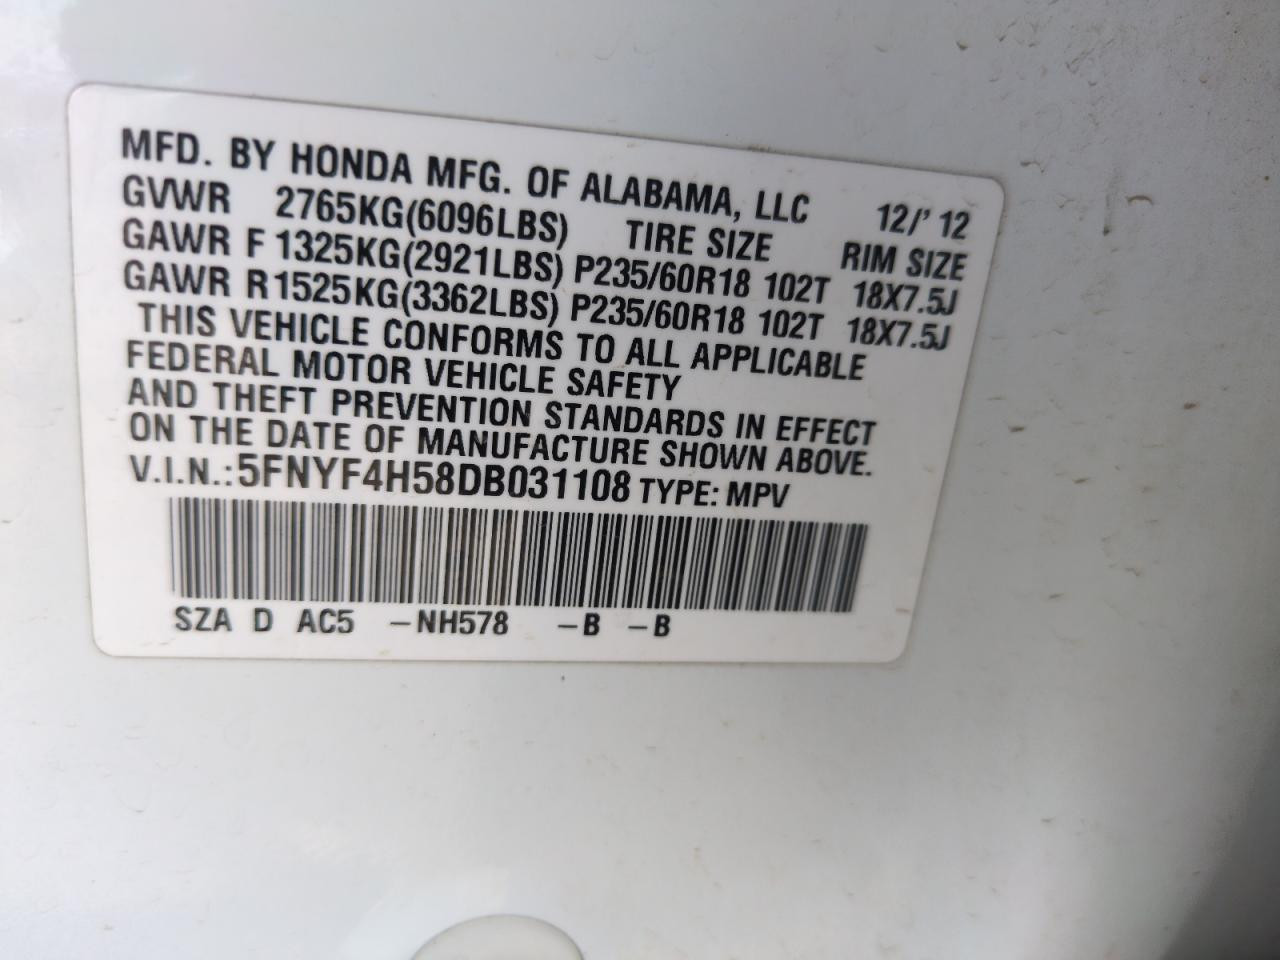 MFD. BY HONDA MFG. OF ALABAMA, LLC 12/'12
GVWR 2765KG(6096LBS) TIRE SIZE RIM SIZE
GAWR F 1325KG(2921LBS) P235/60R18 102T 18X7.5J
GAWR R 1525KG(3362LBS) P235/60R18 102T 18X7.5J
THIS VEHICLE CONFORMS TO ALL APPLICABLE
FEDERAL MOTOR VEHICLE SAFETY
AND THEFT PREVENTION STANDARDS IN EFFECT
ON THE DATE OF MANUFACTURE SHOWN ABOVE.
V.I.N.:5FNYF4H58DB031108 TYPE: MPV
SZA D AC5 -NH578 -B -B